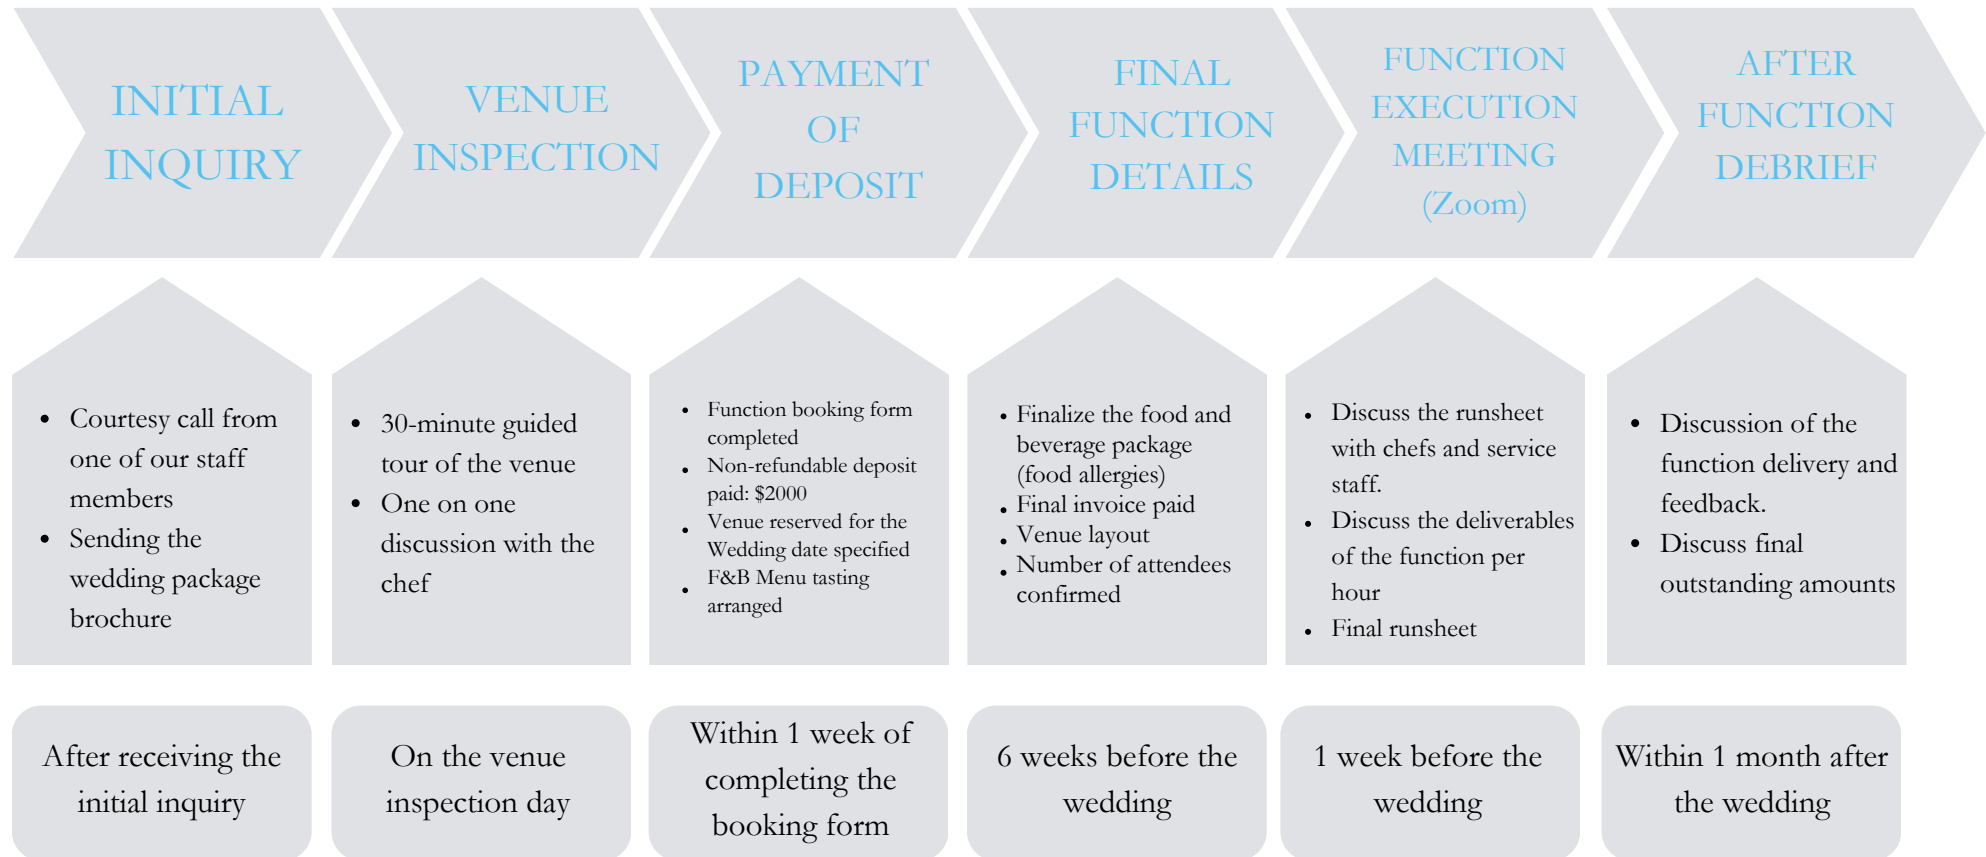 INITIAL
INQUIRY
VENUE
INSPECTION
PAYMENT
OF
DEPOSIT
FINAL
FUNCTION
DETAILS
FUNCTION
EXECUTION
MEETING
(Zoom)
AFTER
FUNCTION
DEBRIEF
• Courtesy call from
one of our staff
members
• Sending the
wedding package
brochure
• 30-minute guided
tour of the venue
• One on one
discussion with the
chef
• Function booking form
completed
• Non-refundable deposit
paid: $2000
• Venue reserved for the
Wedding date specified
• F&B Menu tasting
arranged
• Finalize the food and
beverage package
(food allergies)
• Final invoice paid
• Venue layout
• Number of attendees
confirmed
• Discuss the runsheet
with chefs and service
staff.
• Discuss the deliverables
of the function per
hour
• Final runsheet
• Discussion of the
function delivery and
feedback.
• Discuss final
outstanding amounts
After receiving the
initial inquiry
On the venue
inspection day
Within 1 week of
completing the
booking form
6 weeks before the
wedding
1 week before the
wedding
Within 1 month after
the wedding